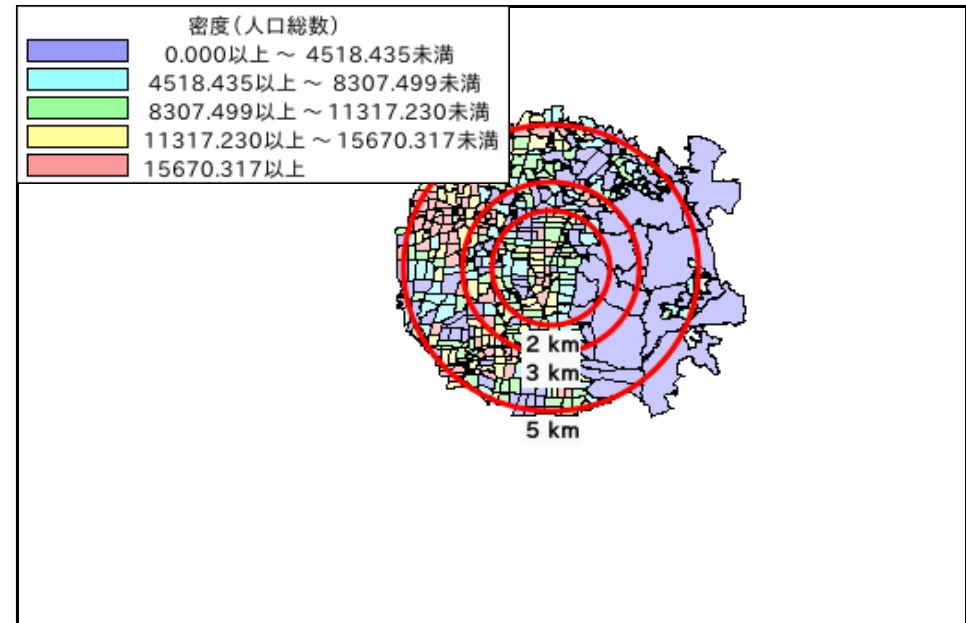 密度(人口総数)
0.000以上 ～ 4518.435未満
4518.435以上 ～ 8307.499未満
8307.499以上 ～ 11317.230未満
11317.230以上 ～ 15670.317未満
15670.317以上
2 km
3 km
5 km